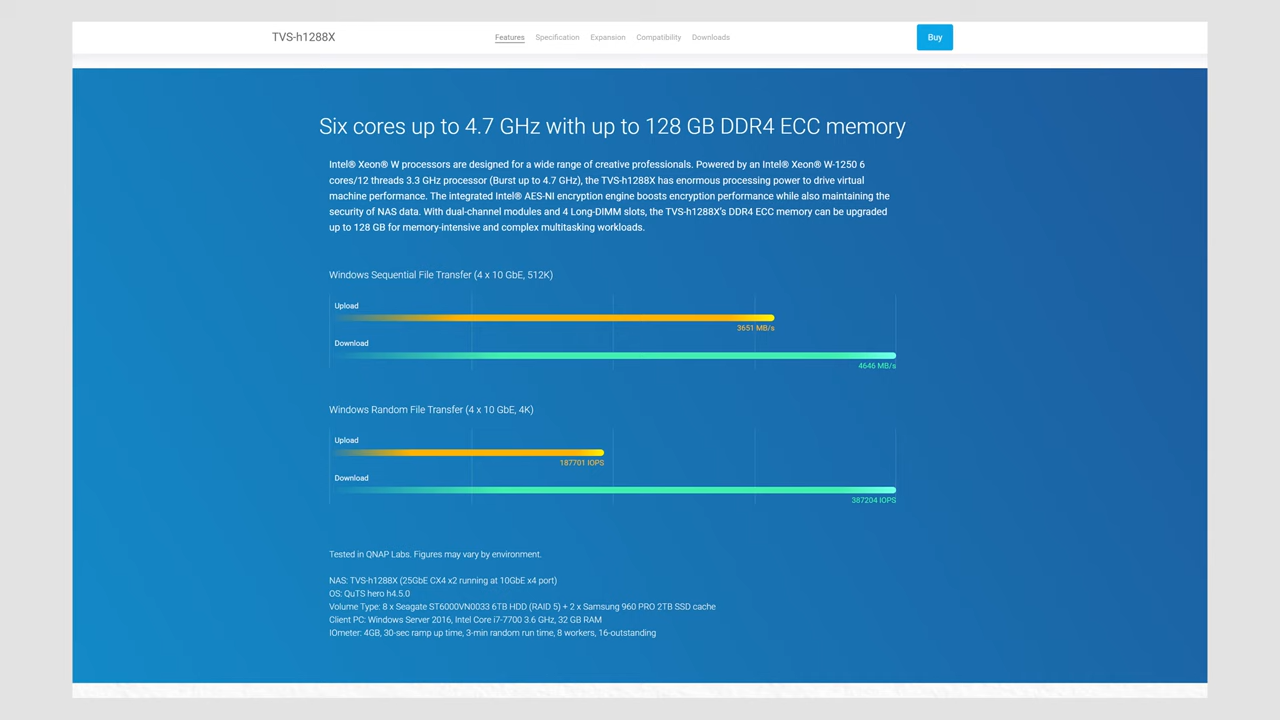 TVS-h1288X
Features Specification Expansion Compatibility Downloads
Buy
Six cores up to 4.7 GHz with up to 128 GB DDR4 ECC memory
Intel® Xeon® W processors are designed for a wide range of creative professionals. Powered by an Intel® Xeon® W-1250 6
cores/12 threads 3.3 GHz processor (Burst up to 4.7 GHz), the TVS-h1288X has enormous processing power to drive virtual
machine performance. The integrated Intel® AES-NI encryption engine boosts encryption performance while also maintaining the
security of NAS data. With dual-channel modules and 4 Long-DIMM slots, the TVS-h1288X's DDR4 ECC memory can be upgraded
up to 128 GB for memory-intensive and complex multitasking workloads.
Windows Sequential File Transfer (4 x 10 GbE, 512K)
Upload
3651 MB/s
Download
4646 MB/s
Windows Random File Transfer (4 x 10 GbE, 4K)
Upload
187701 IOPS
Download
387204 IOPS
Tested in QNAP Labs. Figures may vary by environment.
NAS: TVS-h1288X (25GbE CX4 x2 running at 10GbE x4 port)
OS: QuTS hero h4.5.0
Volume Type: 8 x Seagate ST6000VN0033 6TB HDD (RAID 5) + 2 x Samsung 960 PRO 2TB SSD cache
Client PC: Windows Server 2016, Intel Core i7-7700 3.6 GHz, 32 GB RAM
IOmeter: 4GB, 30-sec ramp up time, 3-min random run time, 8 workers, 16-outstanding